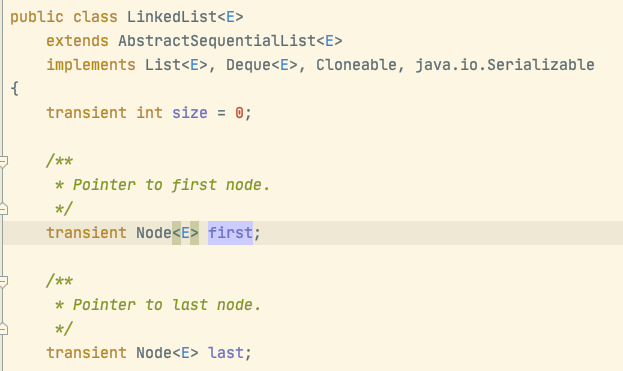 public class LinkedList<E>
    extends AbstractSequentialList<E>
    implements List<E>, Deque<E>, Cloneable, java.io.Serializable
{
    transient int size = 0;

    /**
     * Pointer to first node.
     */
    transient Node<E> first;

    /**
     * Pointer to last node.
     */
    transient Node<E> last;